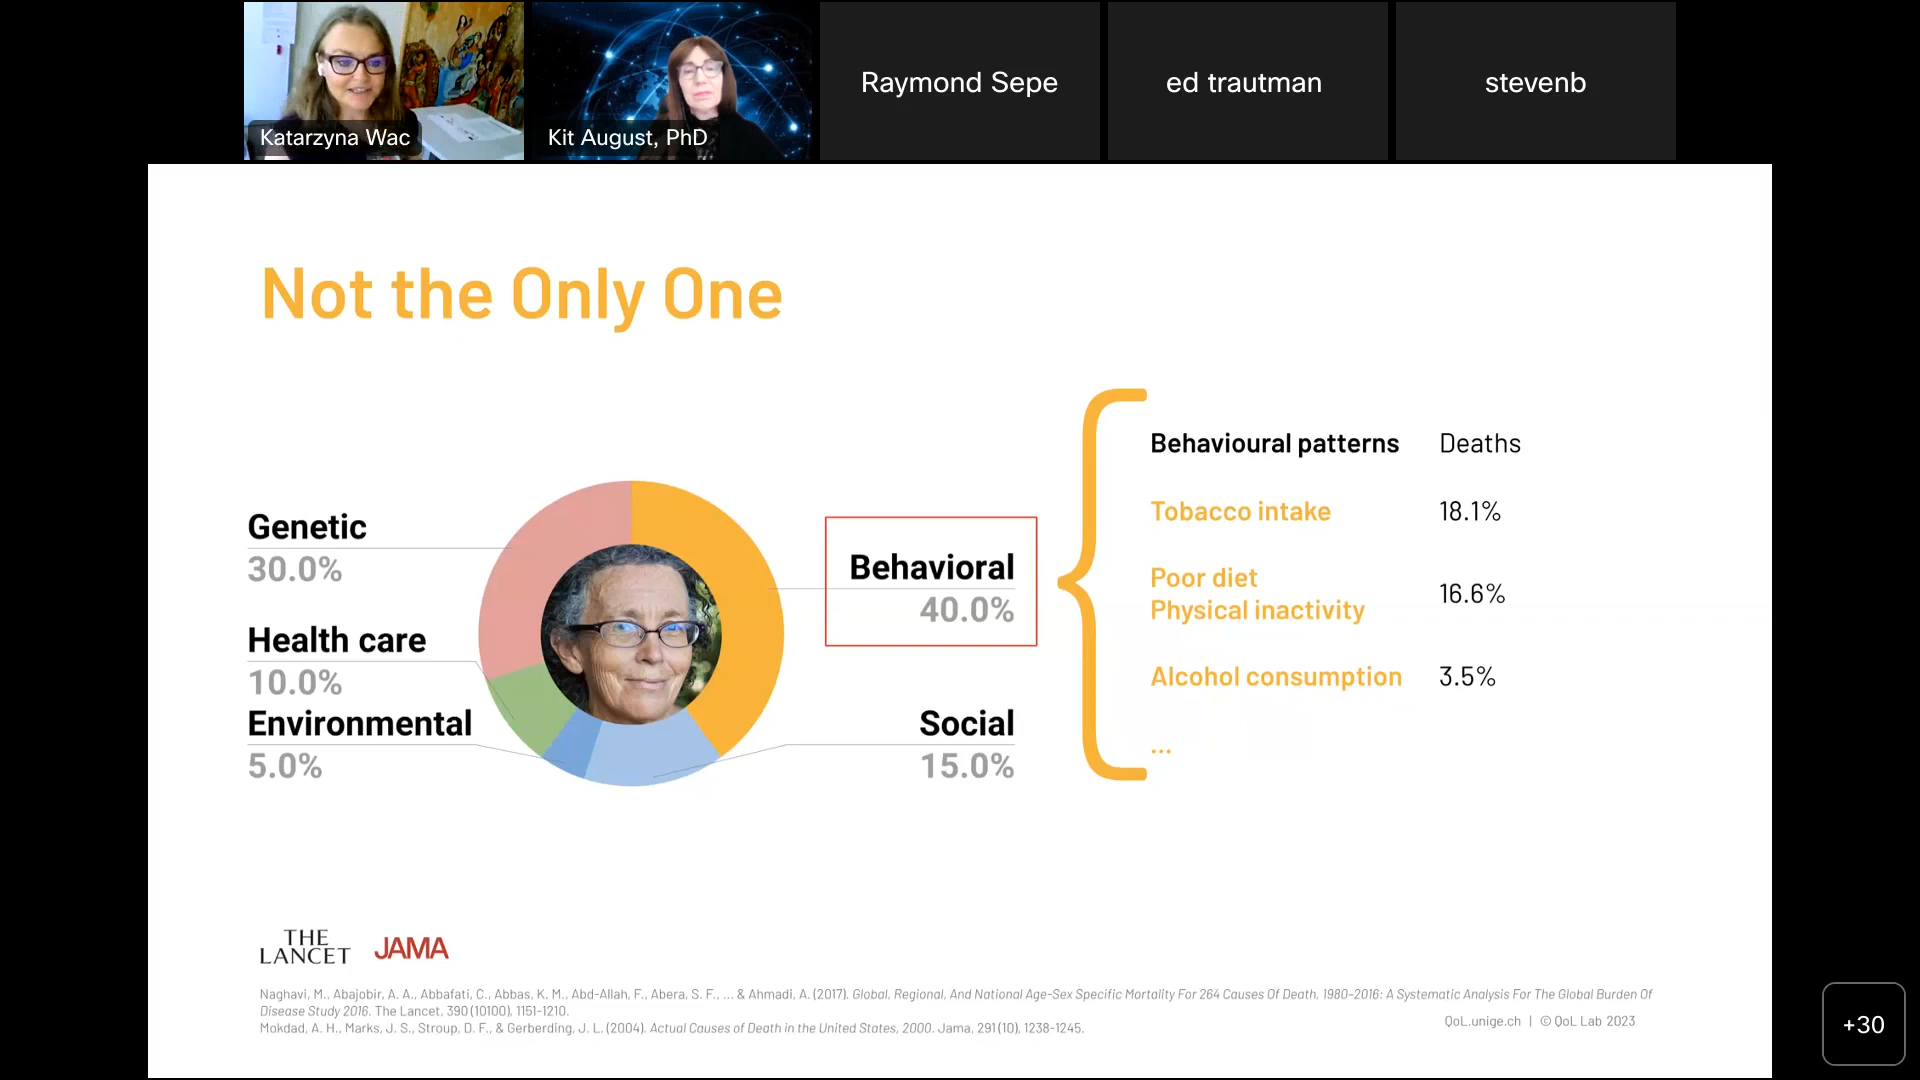 Katarzyna Wac
Kit August, PhD
Raymond Sepe
ed trautman
stevenb
Not the Only One
Genetic
30.0%
Health care
10.0%
Environmental
5.0%
Behavioral
40.0%
Social
15.0%
Behavioural patterns Deaths
Tobacco intake 18.1%
Poor diet
Physical inactivity 16.6%
Alcohol consumption 3.5%
...
THE
LANCET
JAMA
Naghavi, M., Abajobir, A. A., Abbafati, C., Abbas, K. M., Abd-Allah, F., Abera, S. F., ... & Ahmadi, A. (2017). Global, Regional, And National Age-Sex Specific Mortality For 264 Causes Of Death, 1980-2016: A Systematic Analysis For The Global Burden Of
Disease Study 2016. The Lancet, 390 (10100), 1151-1210.
Mokdad, A. H., Marks, J. S., Stroup, D. F., & Gerberding, J. L. (2004). Actual Causes of Death in the United States, 2000. Jama, 291 (10), 1238-1245.
QoL.unige.ch | © QoL Lab 2023
+30